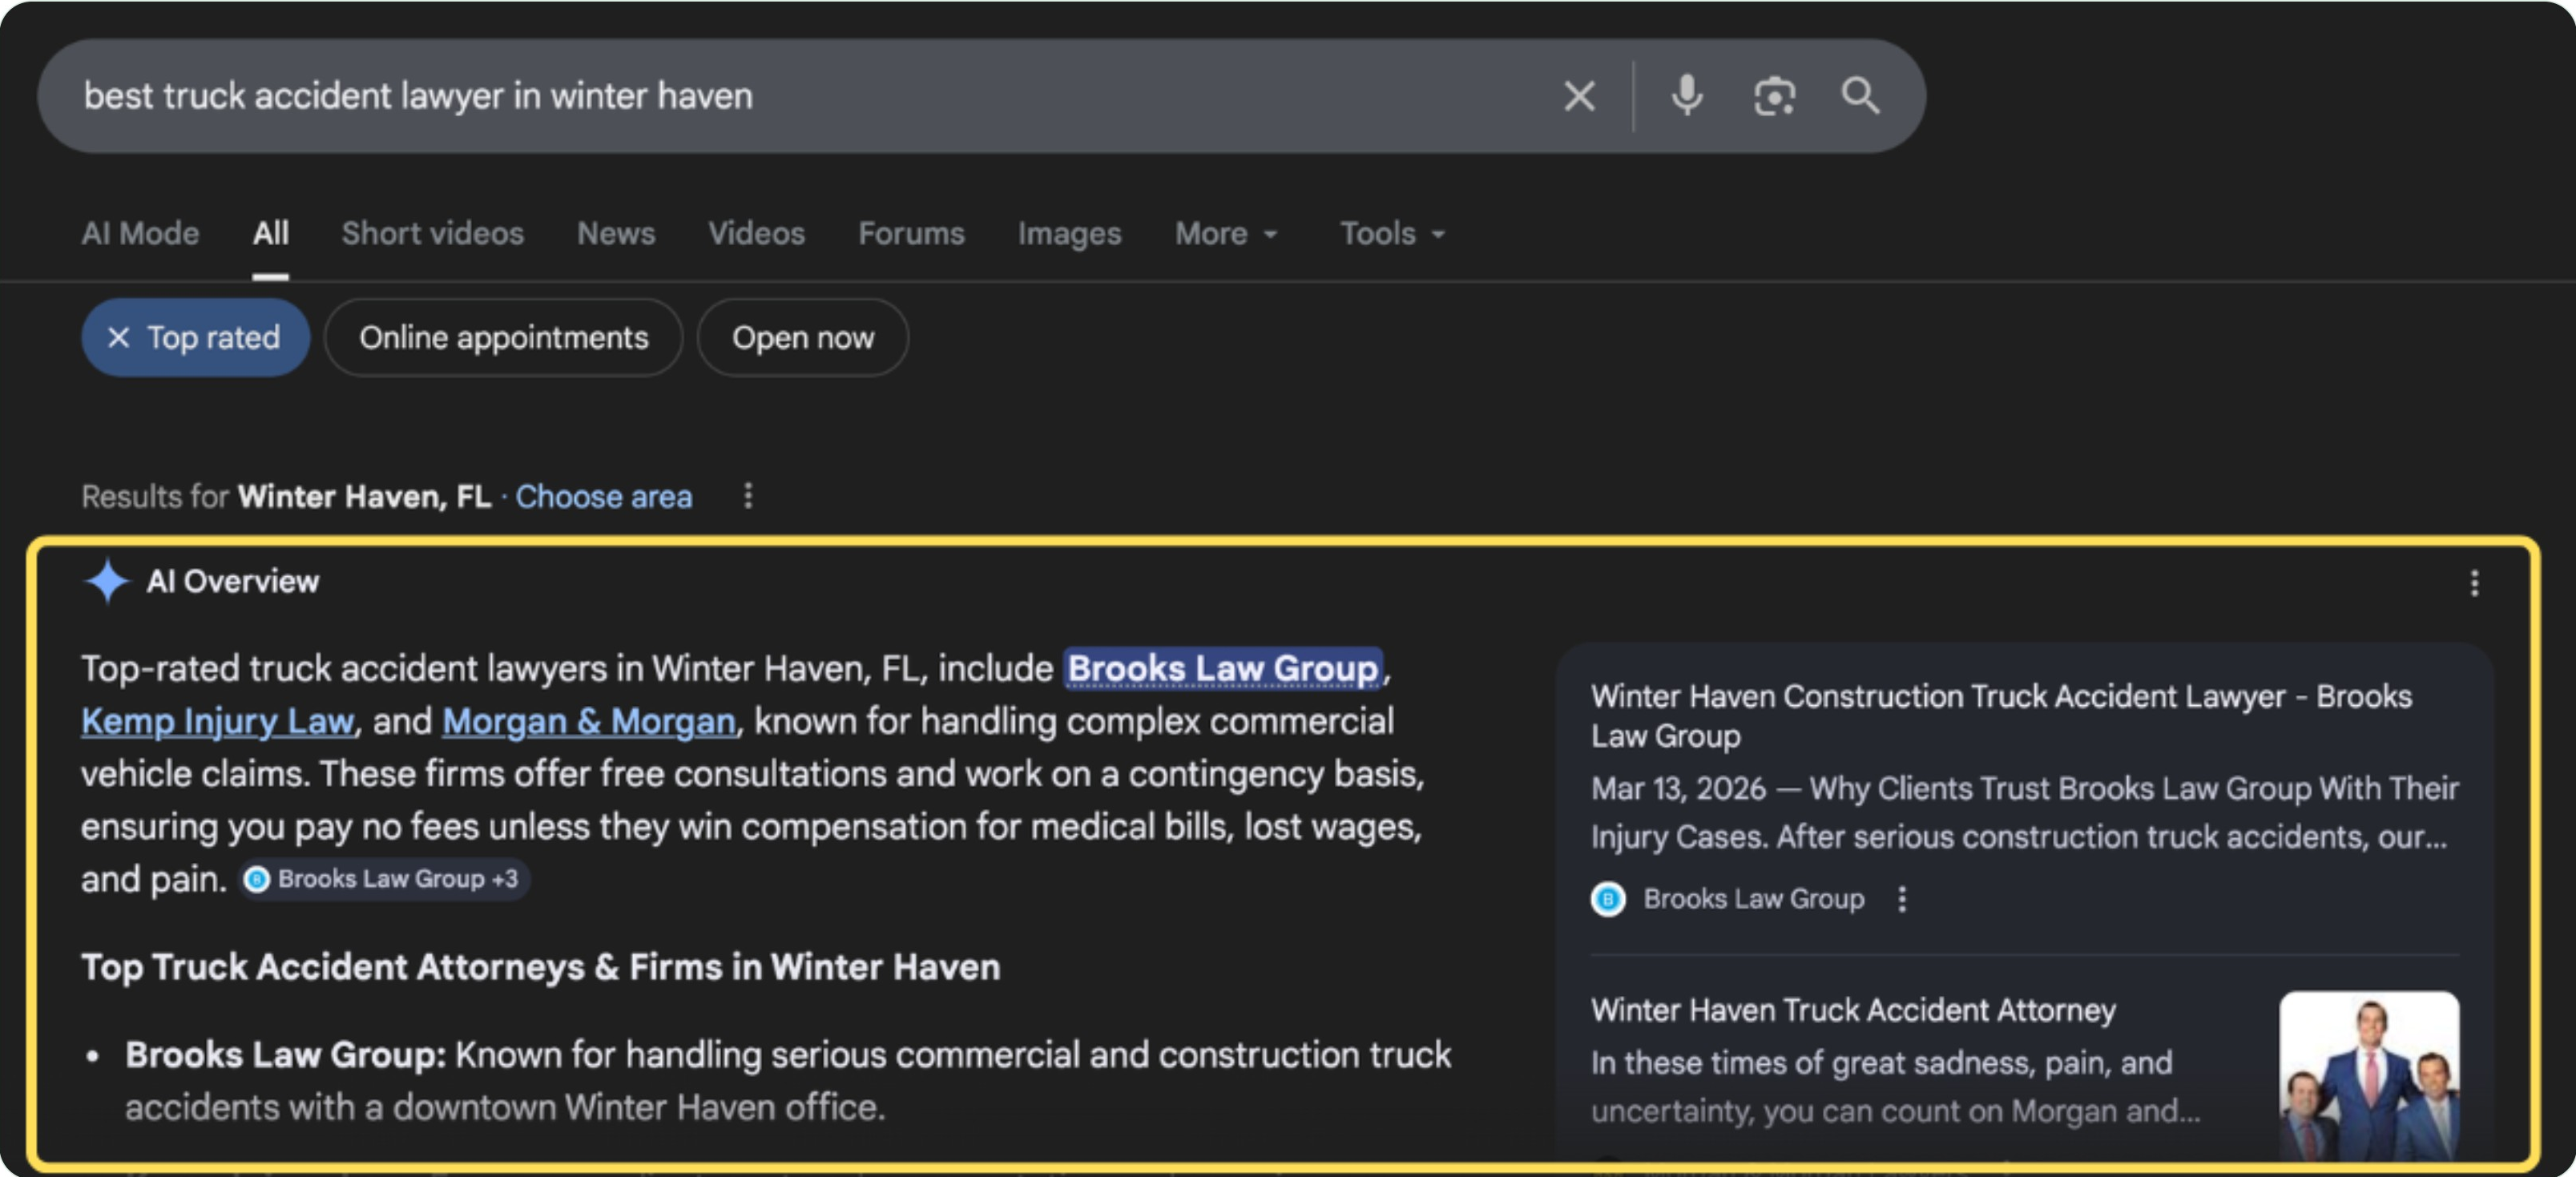 best truck accident lawyer in winter haven
AI Mode All Short videos News Videos Forums Images More Tools
Top rated Online appointments Open now
Results for Winter Haven, FL · Choose area
AI Overview
Top-rated truck accident lawyers in Winter Haven, FL, include Brooks Law Group,
Kemp Injury Law, and Morgan & Morgan, known for handling complex commercial
vehicle claims. These firms offer free consultations and work on a contingency basis,
ensuring you pay no fees unless they win compensation for medical bills, lost wages,
and pain. Brooks Law Group +3
Top Truck Accident Attorneys & Firms in Winter Haven
• Brooks Law Group: Known for handling serious commercial and construction truck
accidents with a downtown Winter Haven office.
Winter Haven Construction Truck Accident Lawyer - Brooks
Law Group
Mar 13, 2026 — Why Clients Trust Brooks Law Group With Their
Injury Cases. After serious construction truck accidents, our...
B Brooks Law Group
Winter Haven Truck Accident Attorney
In these times of great sadness, pain, and
uncertainty, you can count on Morgan and...